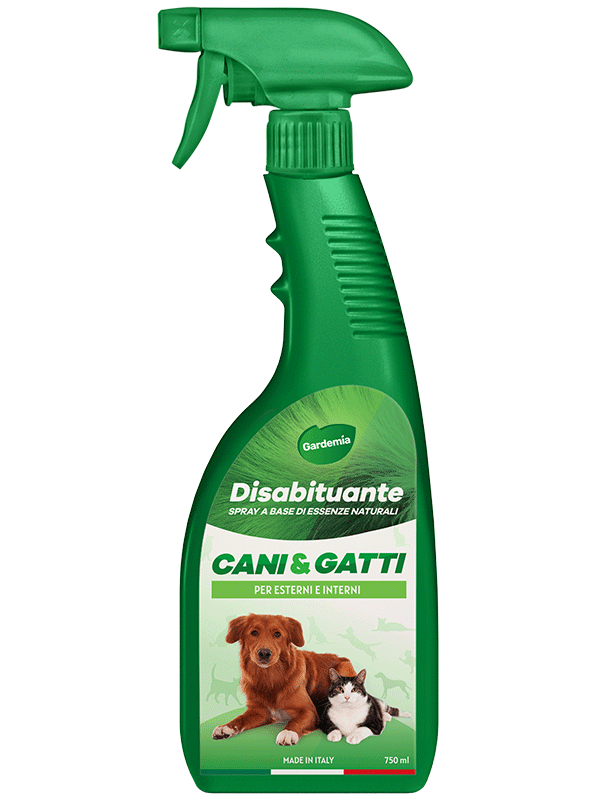 Gardemia
Disabituante
SPRAY A BASE DI ESSENZE NATURALI
CANI & GATTI
PER ESTERNI E INTERNI
MADE IN ITALY
750 ml